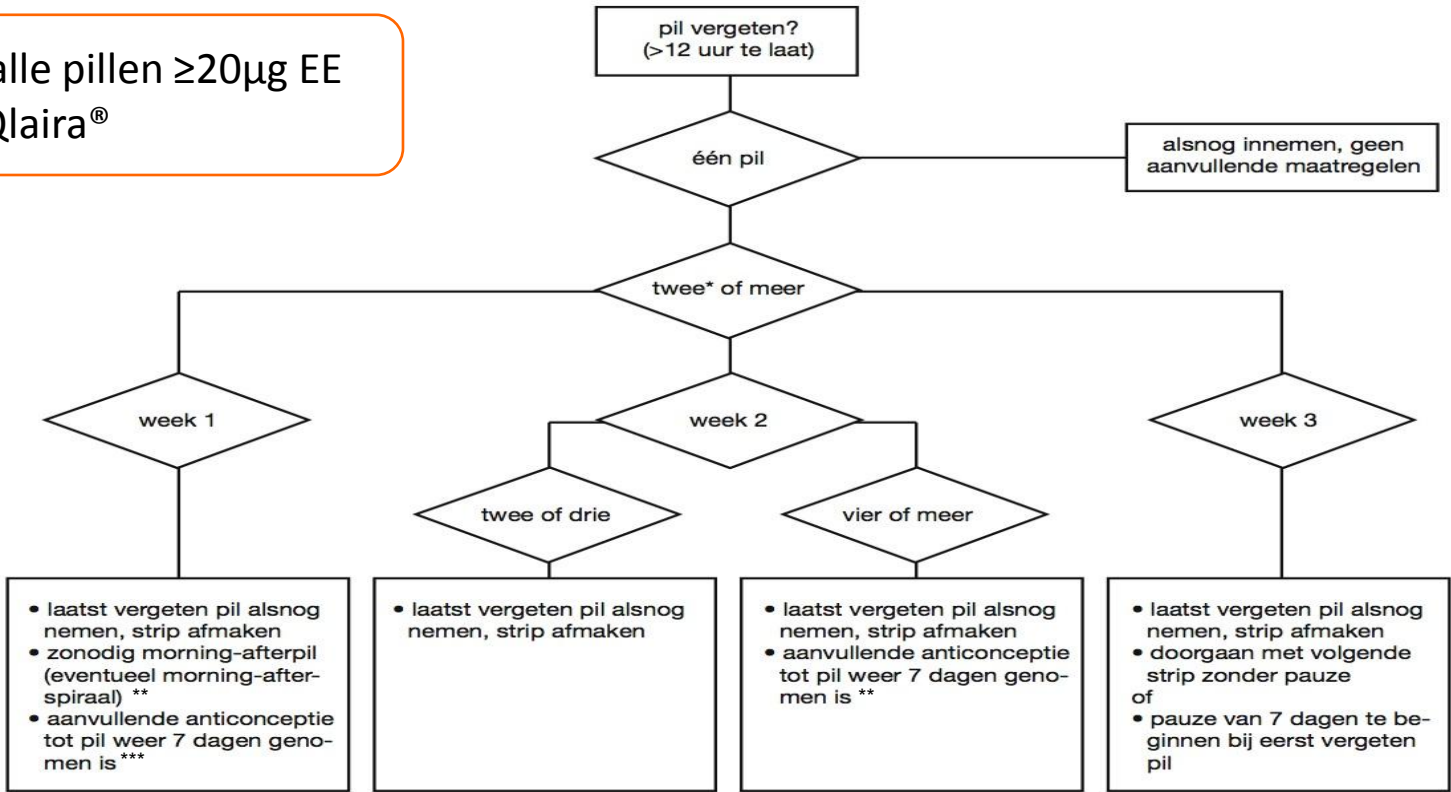 alle pillen ≥20µg EE
Qlaira®
pil vergeten?
(>12 uur te laat)
één pil
alsnog innemen, geen
aanvullende maatregelen
twee* of meer
week 1
week 2
week 3
twee of drie
vier of meer
• laatst vergeten pil alsnog
nemen, strip afmaken
• zonodig morning-afterpil
(eventueel morning-after-
spiraal) **
• aanvullende anticonceptie
tot pil weer 7 dagen geno-
men is ***
• laatst vergeten pil alsnog
nemen, strip afmaken
• laatst vergeten pil alsnog
nemen, strip afmaken
• aanvullende anticonceptie
tot pil weer 7 dagen geno-
men is **
• laatst vergeten pil alsnog
nemen, strip afmaken
• doorgaan met volgende
strip zonder pauze
of
• pauze van 7 dagen te be-
ginnen bij eerst vergeten
pil